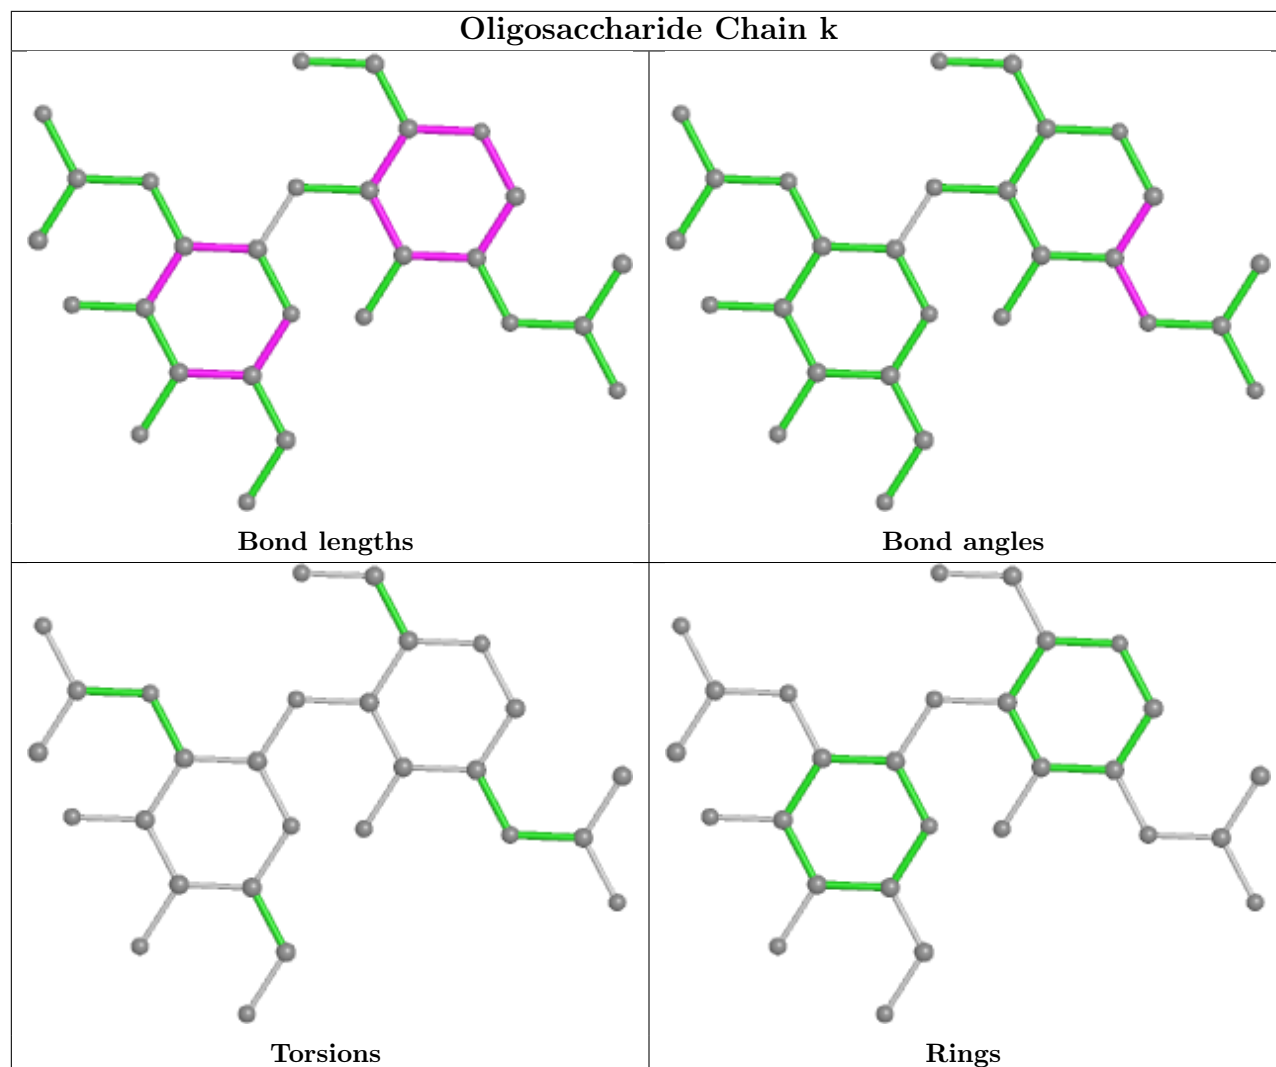 Oligosaccharide Chain k
Bond lengths
Bond angles
Torsions
Rings